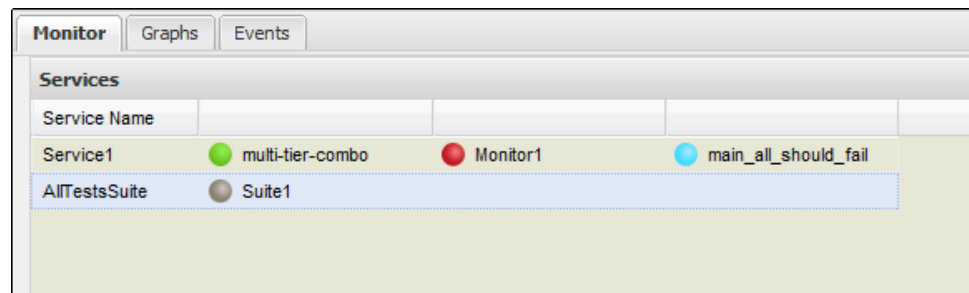 Monitor Graphs Events
Services
Service Name
Service1 multi-tier-combo Monitor1 main_all_should_fail
AllTestsSuite Suite1